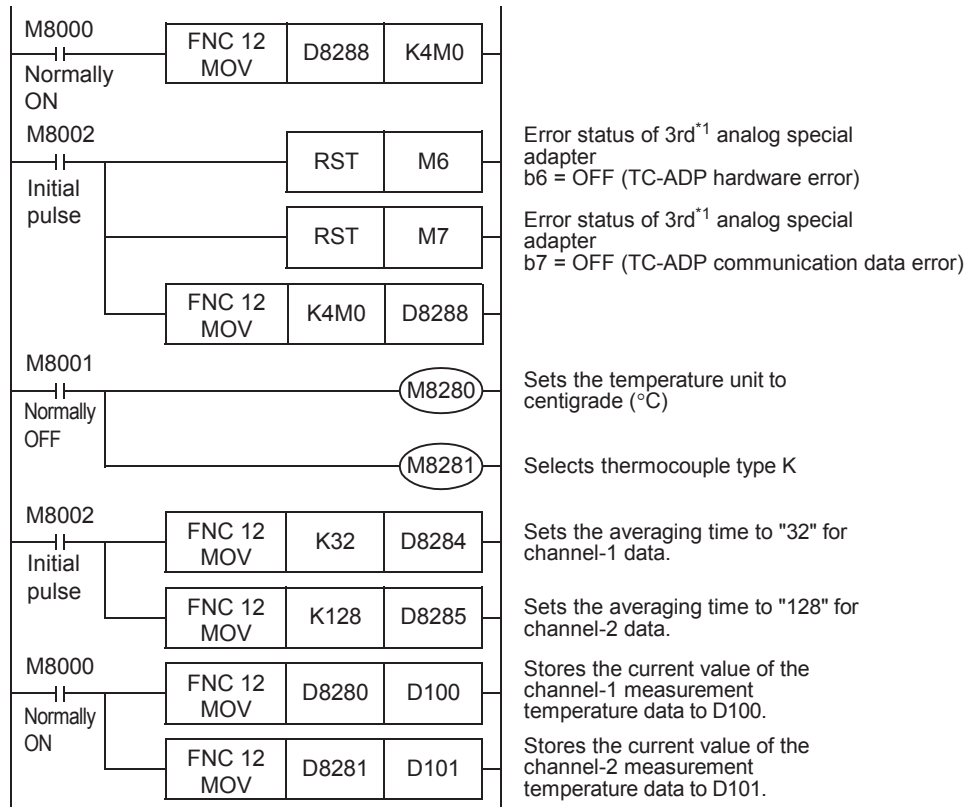 M8000
FNC 12
MOV
D8288
K4M0
Normally
ON
M8002
RST
M6
Error status of 3rd*1 analog special
adapter
b6 = OFF (TC-ADP hardware error)
Initial
pulse
RST
M7
Error status of 3rd*1 analog special
adapter
b7 = OFF (TC-ADP communication data error)
FNC 12
MOV
K4M0
D8288
M8001
Normally
OFF
M8280
Sets the temperature unit to
centigrade (°C)
M8281
Selects thermocouple type K
M8002
Initial
pulse
FNC 12
MOV
K32
D8284
Sets the averaging time to "32" for
channel-1 data.
FNC 12
MOV
K128
D8285
Sets the averaging time to "128" for
channel-2 data.
M8000
Normally
ON
FNC 12
MOV
D8280
D100
Stores the current value of the
channel-1 measurement
temperature data to D100.
FNC 12
MOV
D8281
D101
Stores the current value of the
channel-2 measurement
temperature data to D101.